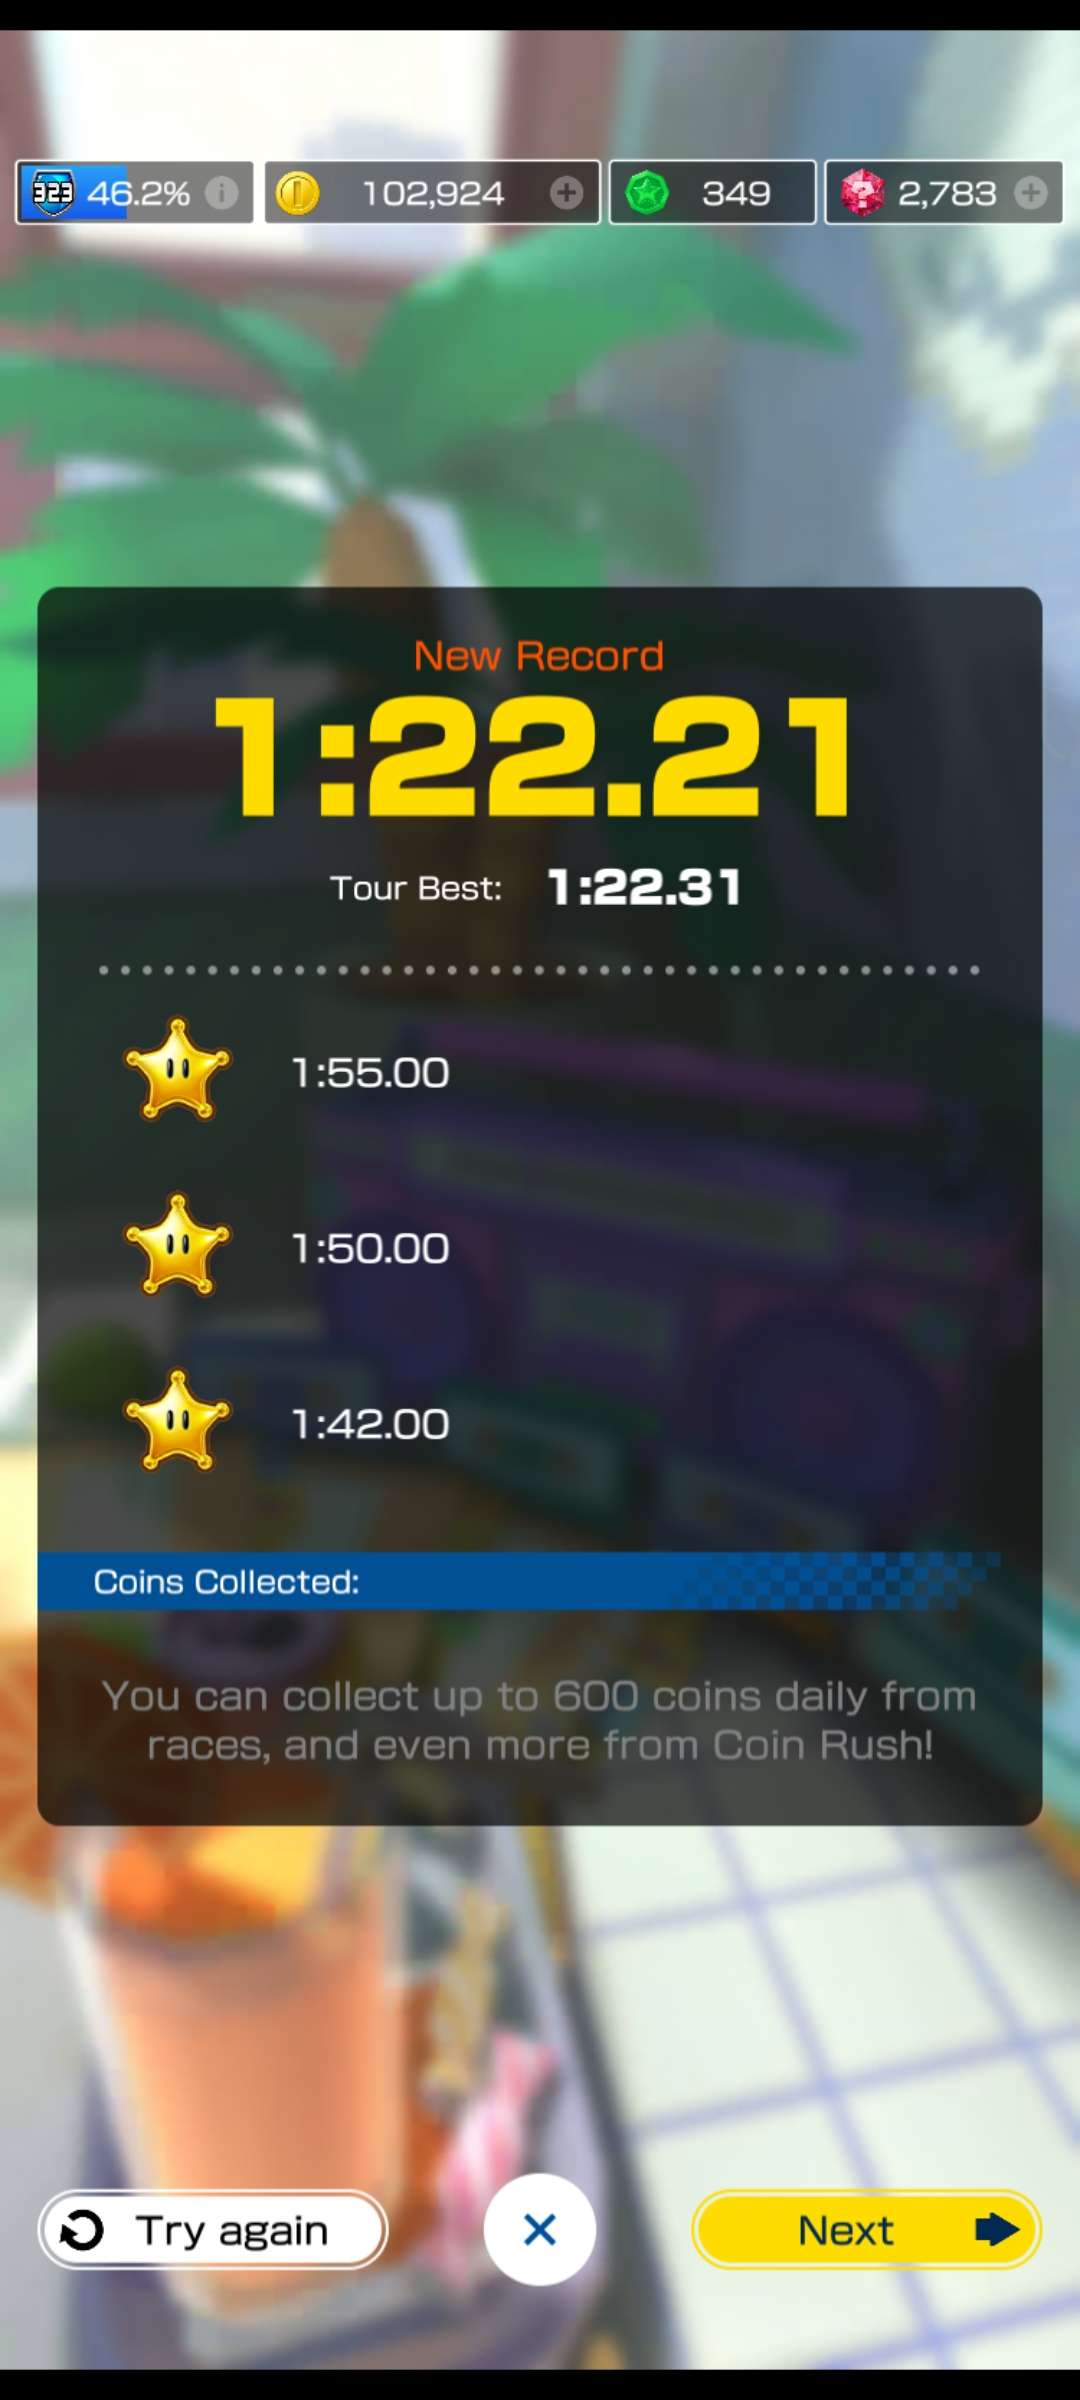 323 46.2% i 102,924 + 349 2,783 +
New Record
1:22.21
Tour Best: 1:22.31
1:55.00
1:50.00
1:42.00
Coins Collected:
You can collect up to 600 coins daily from
races, and even more from Coin Rush!
Try again
Next